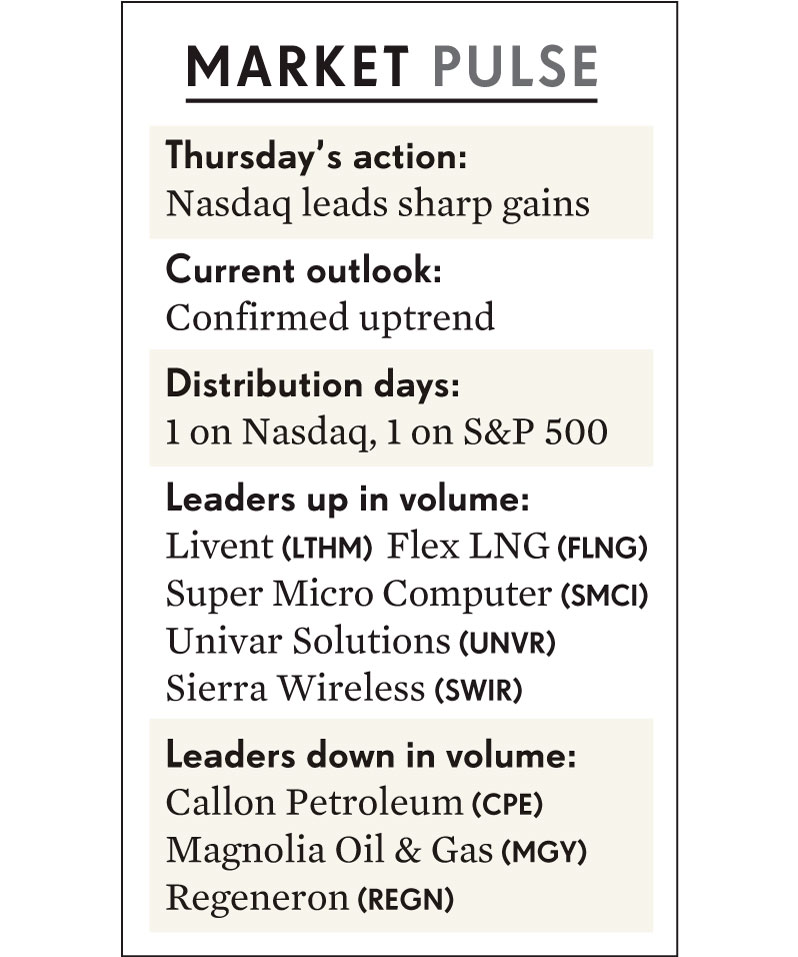 MARKET PULSE
Thursday’s action:
Nasdaq leads sharp gains
Current outlook:
Confirmed uptrend
Distribution days:
1 on Nasdaq, 1 on S&P 500
Leaders up in volume:
Livent (LTHM) Flex LNG (FLNG)
Super Micro Computer (SMCI)
Univar Solutions (UNVR)
Sierra Wireless (SWIR)
Leaders down in volume:
Callon Petroleum (CPE)
Magnolia Oil & Gas (MGY)
Regeneron (REGN)